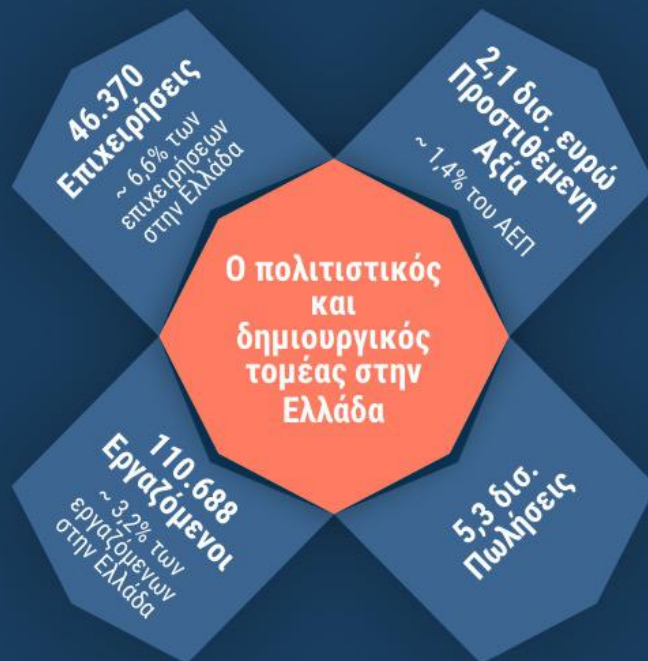 46.370
Επιχειρήσεις
~ 6,6% των
επιχειρήσεων
στην Ελλάδα
2,1 δισ. ευρώ
Προστιθέμενη
Αξία
~ 1,4% του ΑΕΠ
Ο πολιτιστικός
και
δημιουργικός
τομέας στην
Ελλάδα
110.688
Εργαζόμενοι
~ 3,2% των
εργαζόμενων
στην Ελλάδα
5,3 δισ.
Πωλήσεις